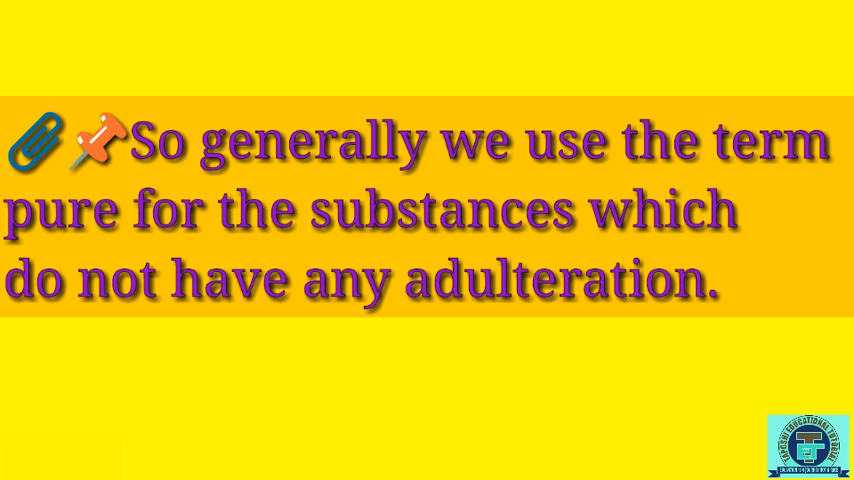 📎📌So generally we use the term
pure for the substances which
do not have any adulteration.